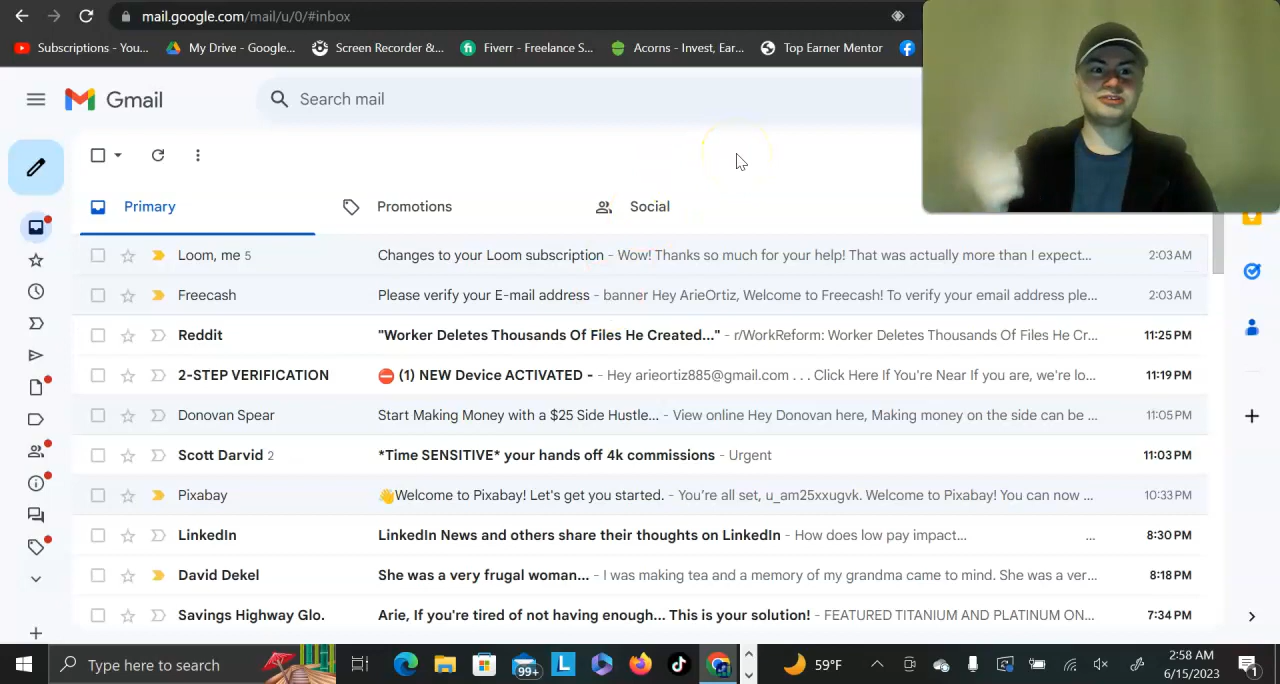 mail.google.com/mail/u/0/#inbox
Subscriptions - You... My Drive - Google... Screen Recorder &... Fiverr - Freelance S... Acorns - Invest, Ear... Top Earner Mentor
Gmail Search mail
Primary Promotions Social
Loom, me 5 Changes to your Loom subscription - Wow! Thanks so much for your help! That was actually more than I expect... 2:03 AM
Freecash Please verify your E-mail address - banner Hey ArieOrtiz, Welcome to Freecash! To verify your email address ple... 2:03 AM
Reddit "Worker Deletes Thousands Of Files He Created..." - r/WorkReform: Worker Deletes Thousands Of Files He Cr... 11:25 PM
2-STEP VERIFICATION ⛔ (1) NEW Device ACTIVATED - - Hey arieortiz885@gmail.com . . . Click Here If You're Near If you are, we're lo... 11:19 PM
Donovan Spear Start Making Money with a $25 Side Hustle... - View online Hey Donovan here, Making money on the side can be ... 11:05 PM
Scott Darvid 2 *Time SENSITIVE* your hands off 4k commissions - Urgent 11:03 PM
Pixabay 👋Welcome to Pixabay! Let's get you started. - You're all set, u_am25xxugvk. Welcome to Pixabay! You can now ... 10:33 PM
LinkedIn LinkedIn News and others share their thoughts on LinkedIn - How does low pay impact... ... 8:30 PM
David Dekel She was a very frugal woman... - I was making tea and a memory of my grandma came to mind. She was a ver... 8:18 PM
Savings Highway Glo. Arie, If you're tired of not having enough... This is your solution! - FEATURED TITANIUM AND PLATINUM ON... 7:34 PM
Type here to search 99+ L 59°F 2:58 AM
6/15/2023 1